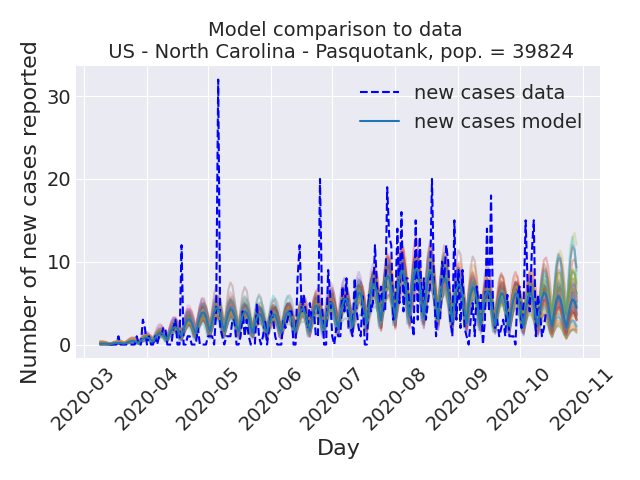 Model comparison to data
US - North Carolina - Pasquotank, pop. = 39824
Number of new cases reported
30
20
10
0
new cases data
new cases model
2020-03
2020-04
2020-05
2020-06
2020-07
2020-08
2020-09
2020-10
2020-11
Day